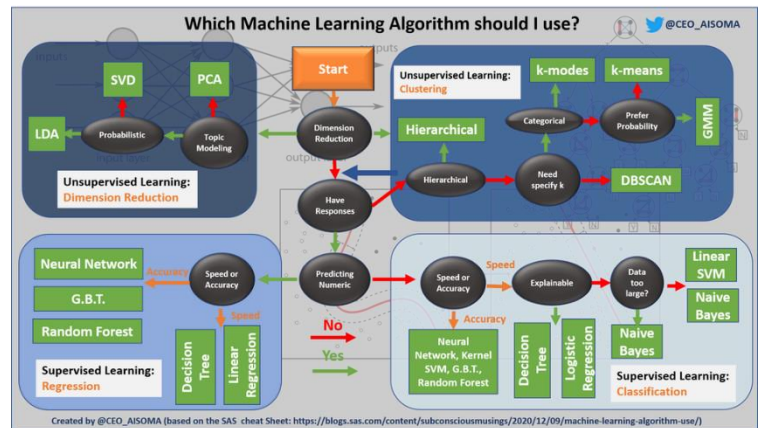 Which Machine Learning Algorithm should I use?
@CEO_AISOMA
Start
SVD
PCA
LDA
Probabilistic
Topic
Modeling
Dimension
Reduction
Unsupervised Learning:
Dimension Reduction
Unsupervised Learning:
Clustering
k-modes
k-means
Hierarchical
Categorical
Prefer
Probability
GMM
Hierarchical
Need
specify k
DBSCAN
Have
Responses
Neural Network
G.B.T.
Random Forest
Accuracy
Speed or
Accuracy
Speed
Decision
Tree
Linear
Regression
Supervised Learning:
Regression
Predicting
Numeric
No
Yes
Speed or
Accuracy
Speed
Accuracy
Explainable
Data
too
large?
Linear
SVM
Naive
Bayes
Naive
Bayes
Neural
Network, Kernel
SVM, G.B.T.,
Random Forest
Decision
Tree
Logistic
Regression
Supervised Learning:
Classification
Created by @CEO_AISOMA (based on the SAS cheat Sheet: https://blogs.sas.com/content/subconsciousmusings/2020/12/09/machine-learning-algorithm-use/)